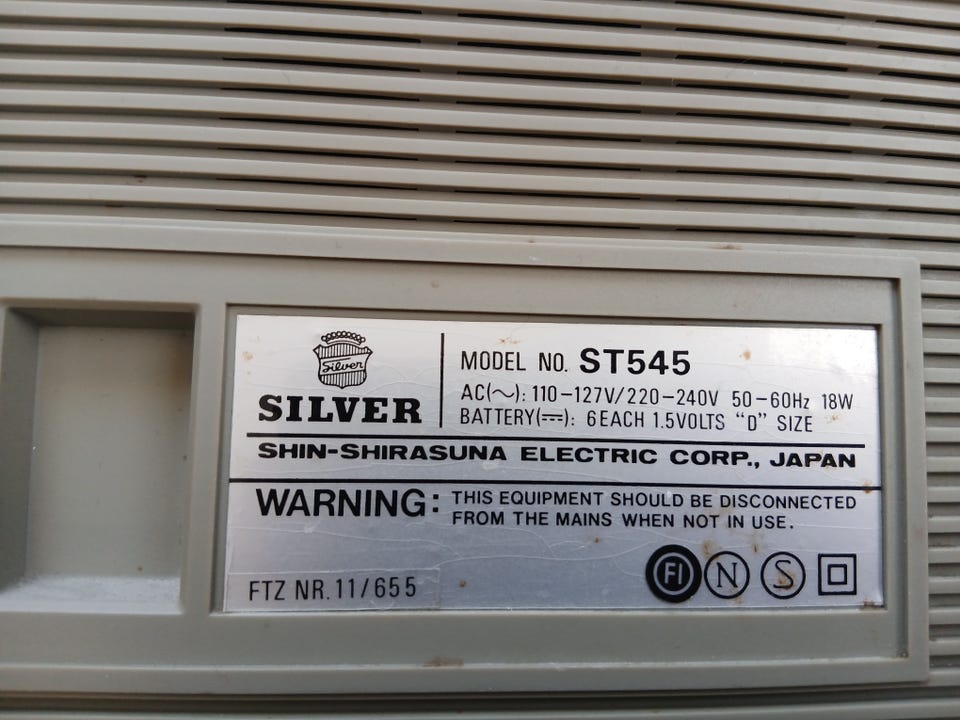 Silver
SILVER
MODEL NO. ST545
AC(~): 110-127V/220-240V 50-60Hz 18W
BATTERY(⎓): 6EACH 1.5VOLTS "D" SIZE
SHIN-SHIRASUNA ELECTRIC CORP., JAPAN
WARNING: THIS EQUIPMENT SHOULD BE DISCONNECTED
FROM THE MAINS WHEN NOT IN USE.
FTZ NR. 11/655
FI N S